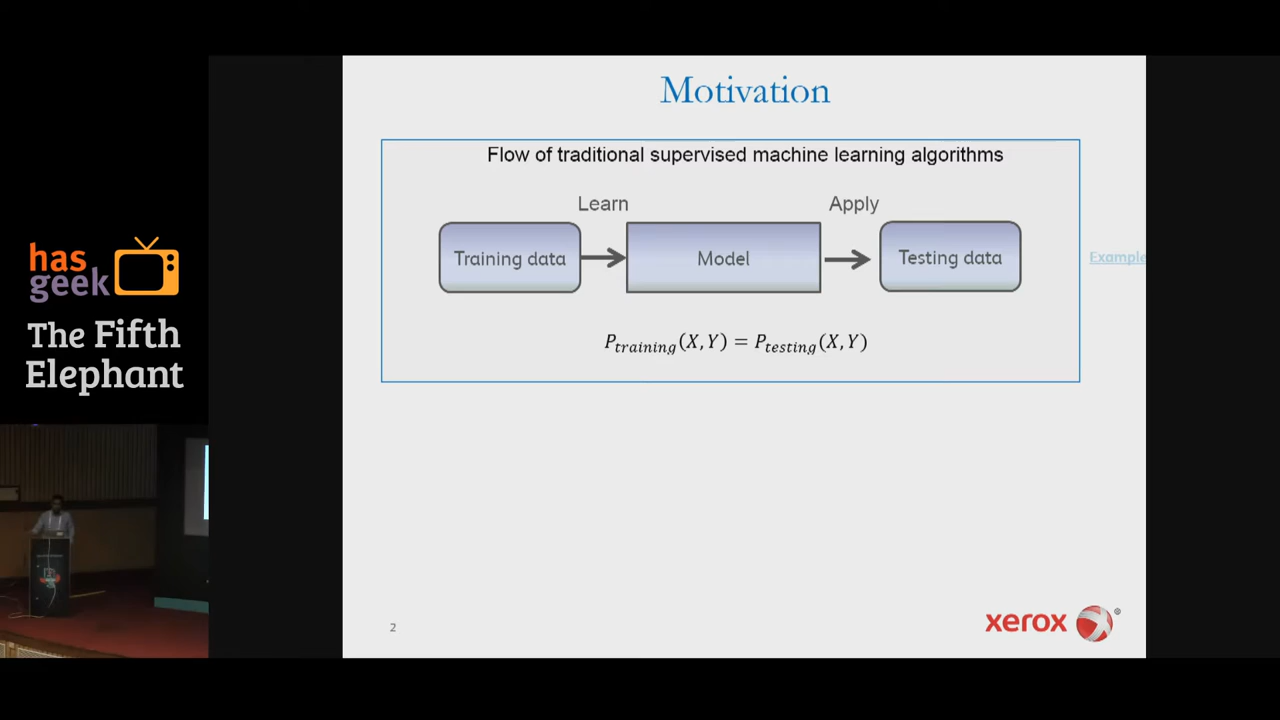 Motivation
Flow of traditional supervised machine learning algorithms
Learn
Apply
Training data
Model
Testing data
Example
P_training(X,Y) = P_testing(X,Y)
has
geek
The Fifth
Elephant
2
xerox ®